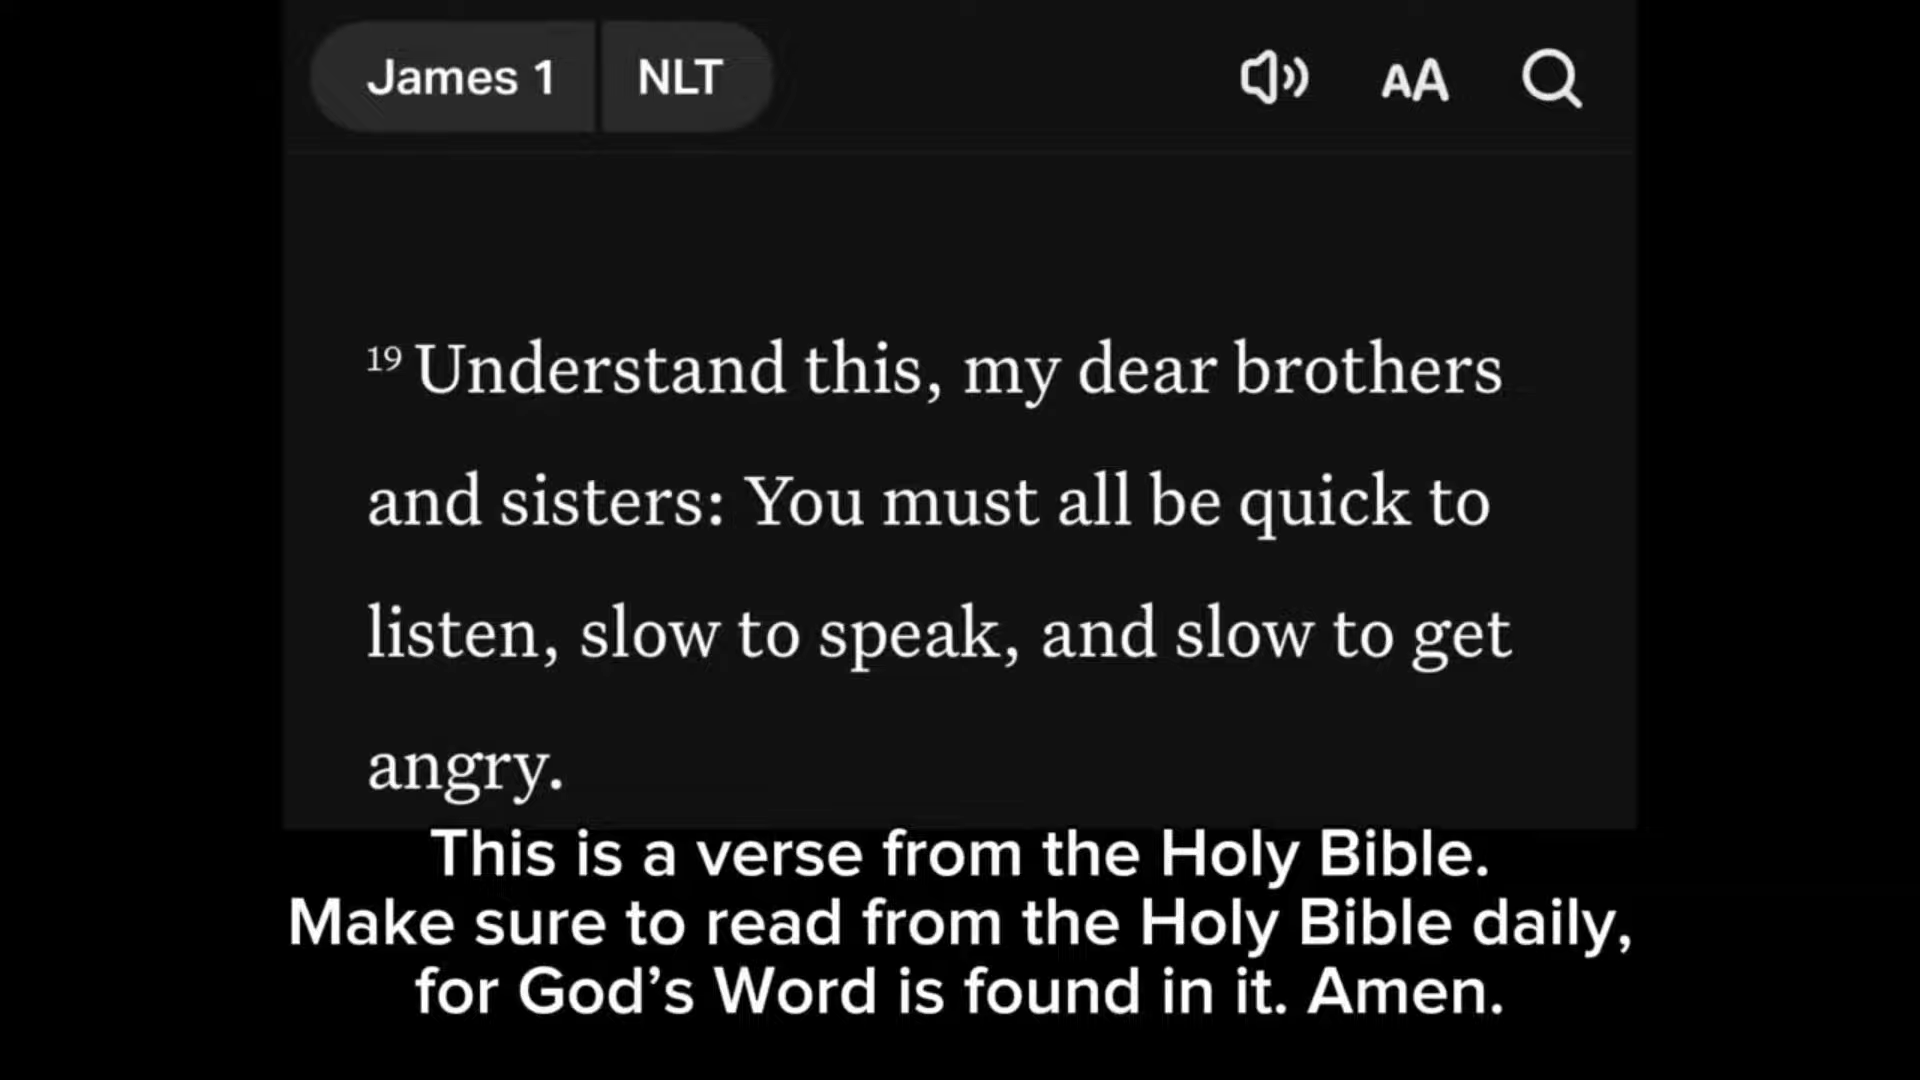 James 1 NLT AA
19 Understand this, my dear brothers
and sisters: You must all be quick to
listen, slow to speak, and slow to get
angry.
This is a verse from the Holy Bible.
Make sure to read from the Holy Bible daily,
for God’s Word is found in it. Amen.